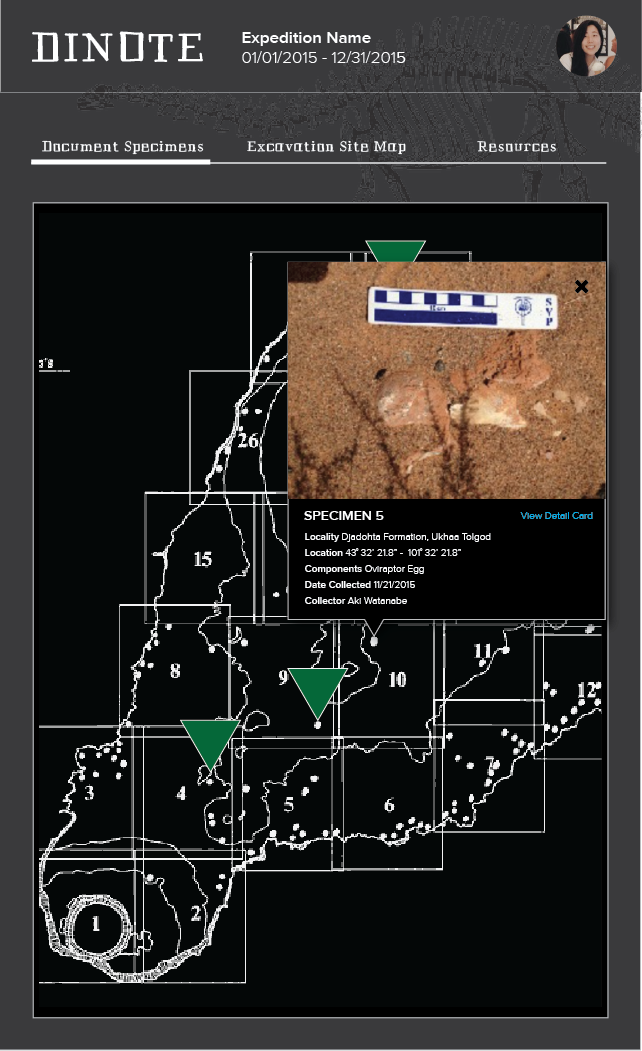 DINOTE
Expedition Name
01/01/2015 - 12/31/2015
Document Specimens
Excavation Site Map
Resources
SVP
SPECIMEN 5
View Detail Card
Locality Djadohta Formation, Ukhaa Tolgod
Location 43° 32' 21.8" - 101° 32' 21.8"
Components Oviraptor Egg
Date Collected 11/21/2015
Collector Aki Watanabe
26
15
8
9
10
11
12
3
4
5
6
7
1
2